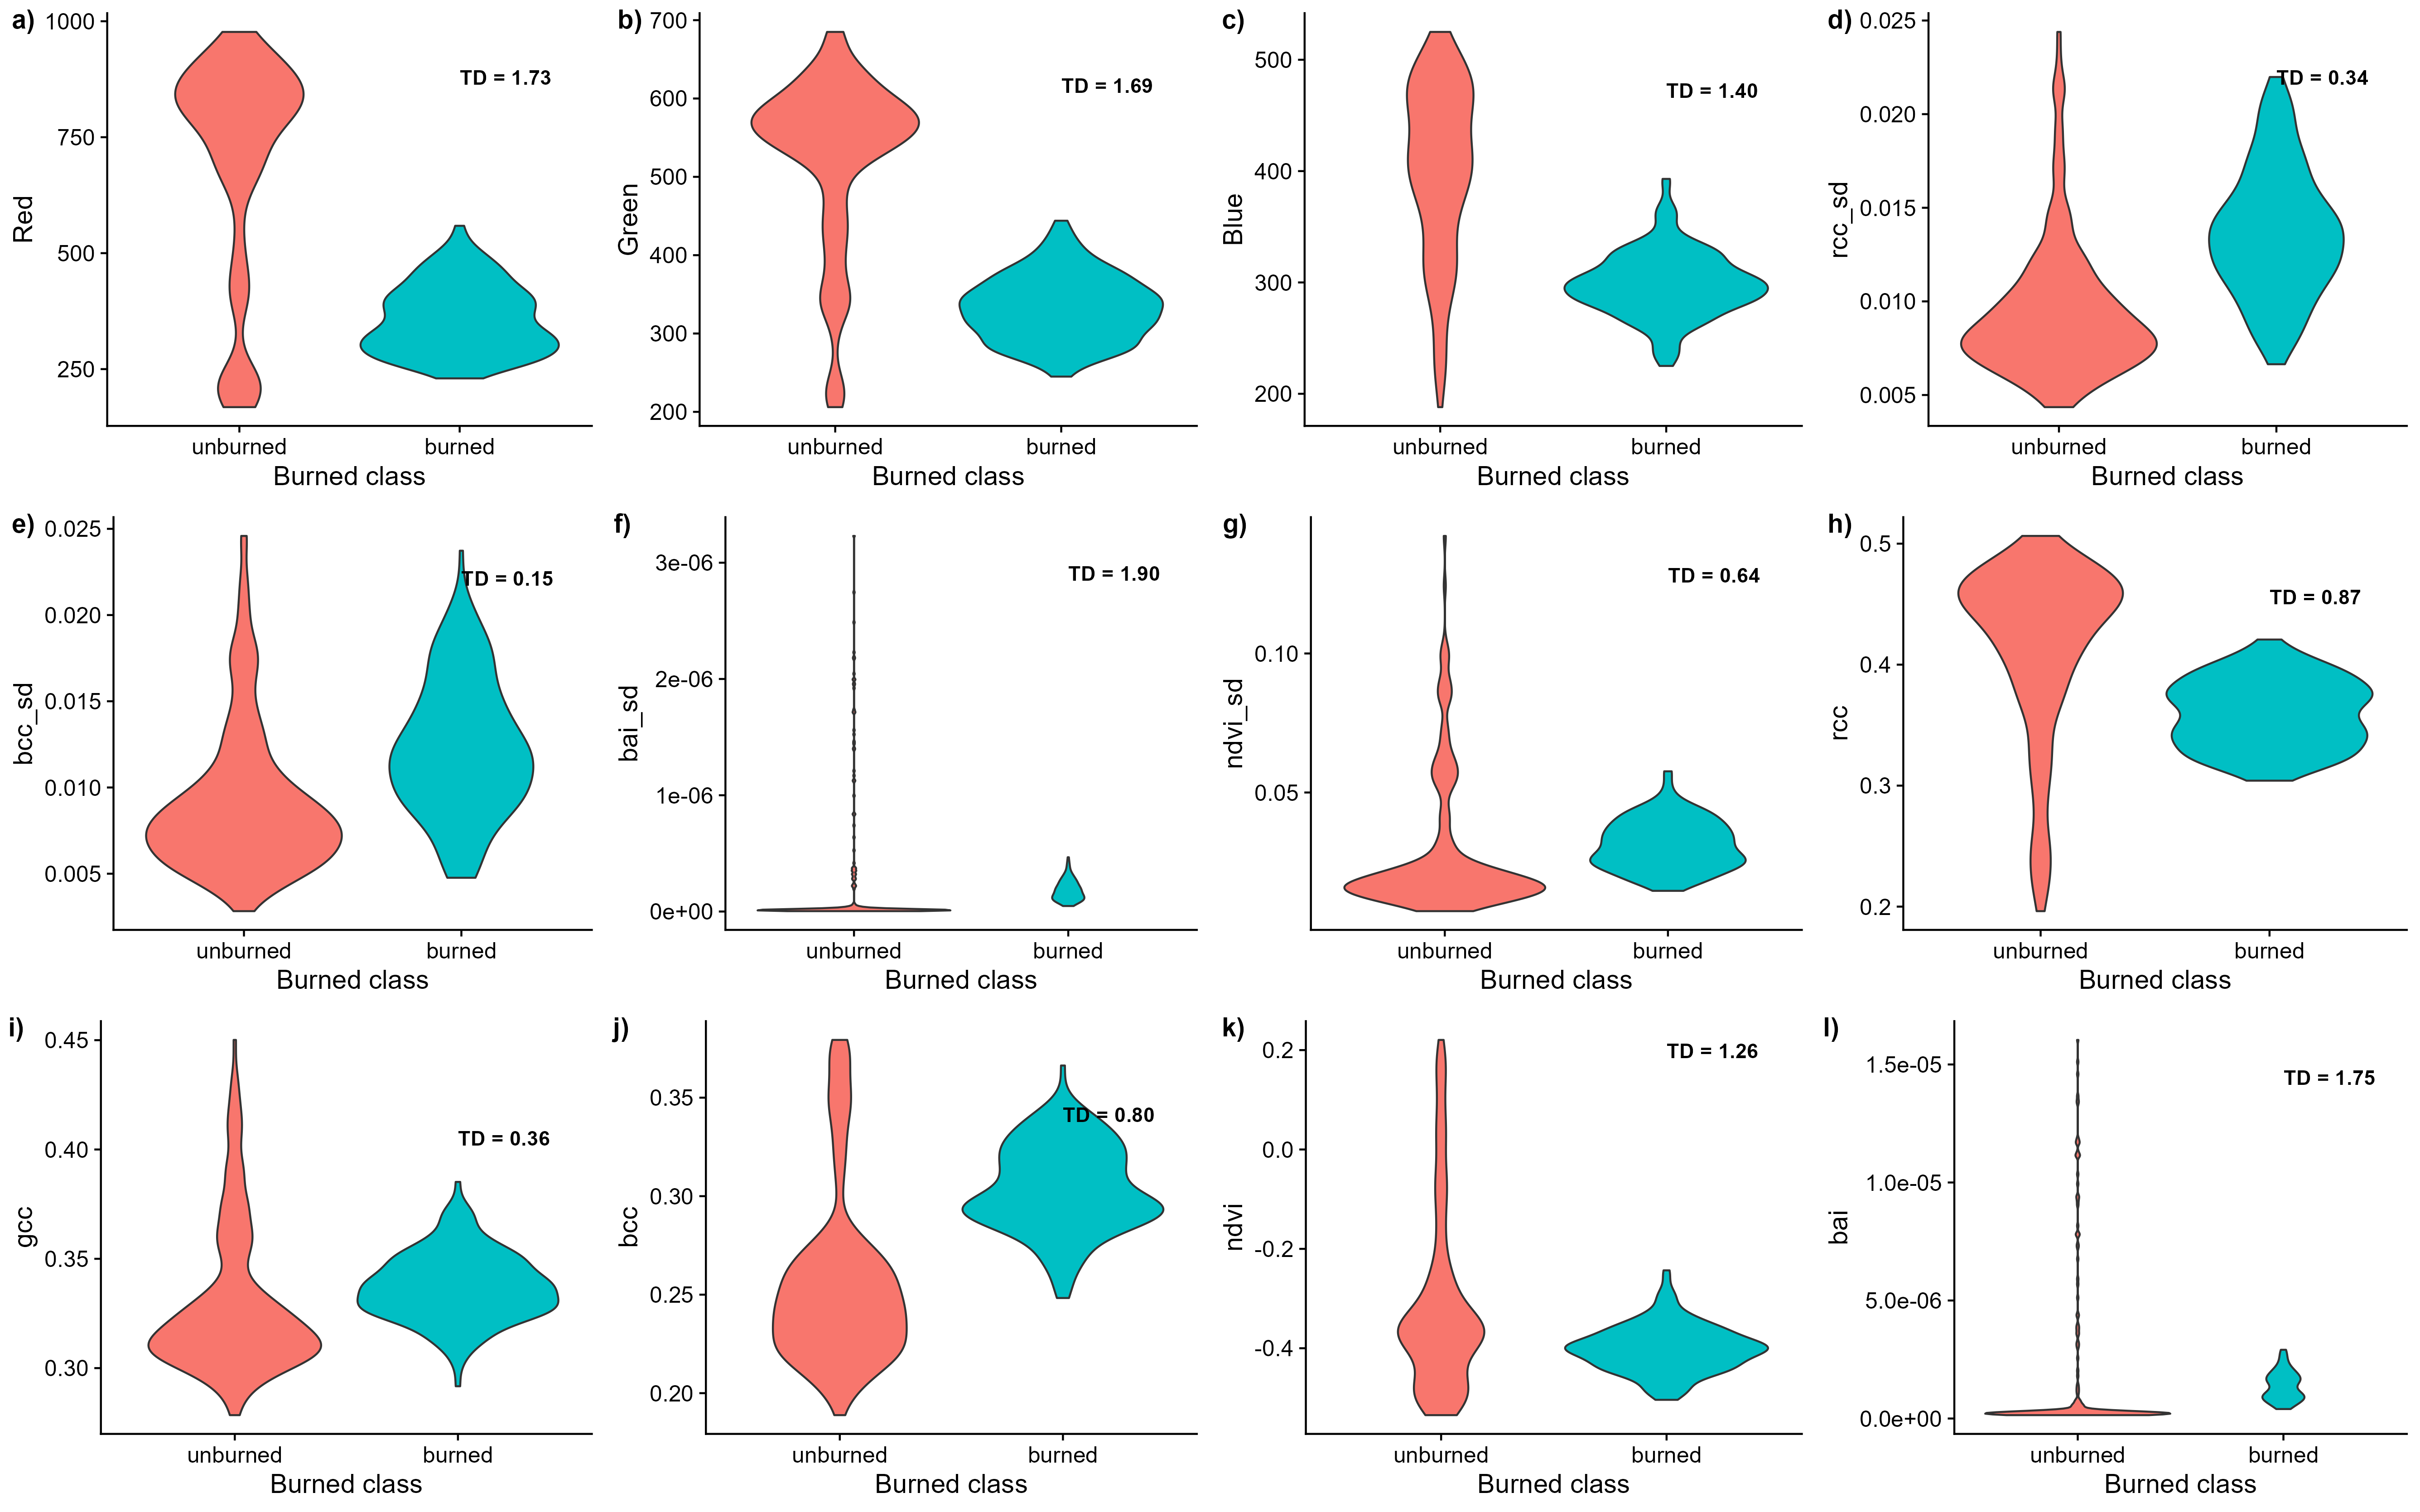 a)
1000
750
500
250
Red
TD = 1.73
unburned
burned
Burned class
b)
700
600
500
400
300
200
Green
TD = 1.69
unburned
burned
Burned class
c)
500
400
300
200
Blue
TD = 1.40
unburned
burned
Burned class
d)
0.025
0.020
0.015
0.010
0.005
rcc_sd
TD = 0.34
unburned
burned
Burned class
e)
0.025
0.020
0.015
0.010
0.005
bcc_sd
TD = 0.15
unburned
burned
Burned class
f)
3e-06
2e-06
1e-06
0e+00
bai_sd
TD = 1.90
unburned
burned
Burned class
g)
0.10
0.05
ndvi_sd
TD = 0.64
unburned
burned
Burned class
h)
0.5
0.4
0.3
0.2
rcc
TD = 0.87
unburned
burned
Burned class
i)
0.45
0.40
0.35
0.30
gcc
TD = 0.36
unburned
burned
Burned class
j)
0.35
0.30
0.25
0.20
bcc
TD = 0.80
unburned
burned
Burned class
k)
0.2
0.0
-0.2
-0.4
ndvi
TD = 1.26
unburned
burned
Burned class
l)
1.5e-05
1.0e-05
5.0e-06
0.0e+00
bai
TD = 1.75
unburned
burned
Burned class